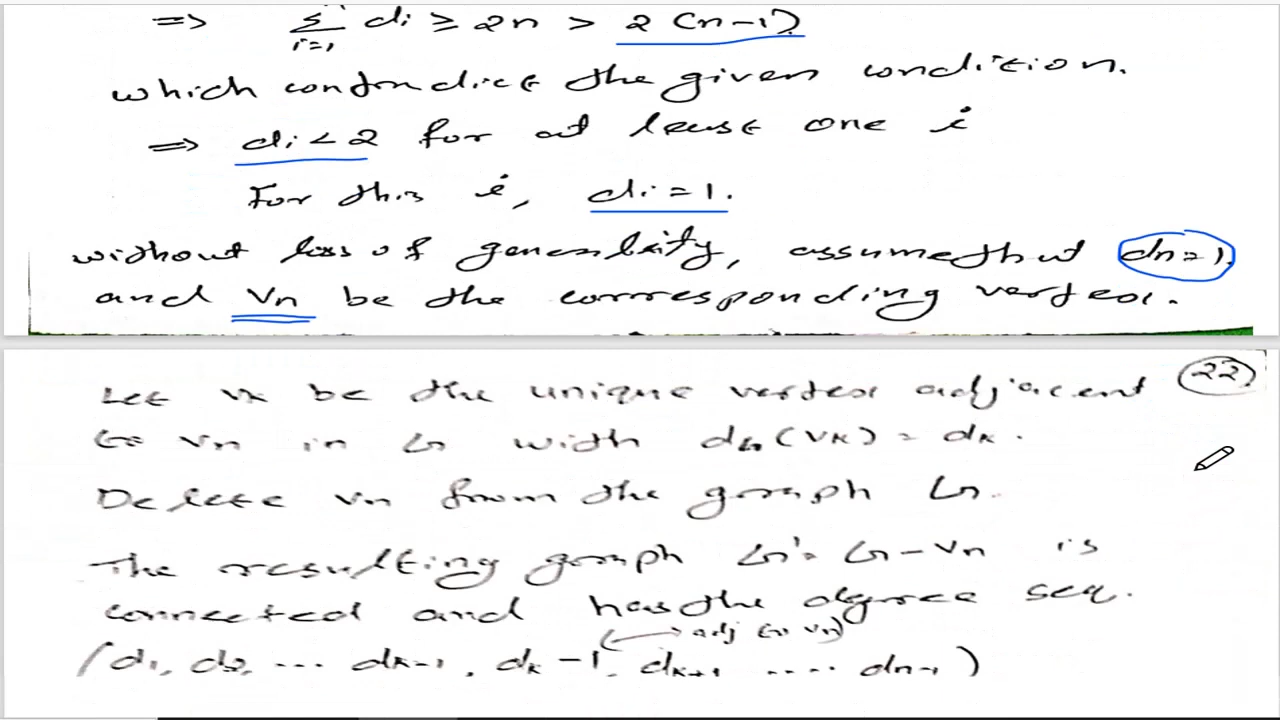 ⇒ Σ_{i=1}^{n} di ≥ 2n > 2(n-1)
which contradict the given condition.
⇒ di < 2 for at least one i
For this i, di = 1.
without loss of generality, assume that dn = 1.
and Vn be the corresponding vertex.
22
Let Vk be the unique vertex adjacent
to Vn in G with dG(Vk) = dk.
Delete Vn from the graph G.
The resulting graph G' = G - Vn is
connected and has the degree seq.
(adj to Vn)
(d1, d2, ... dk-1, dk - 1, dk+1 .... dn-1)